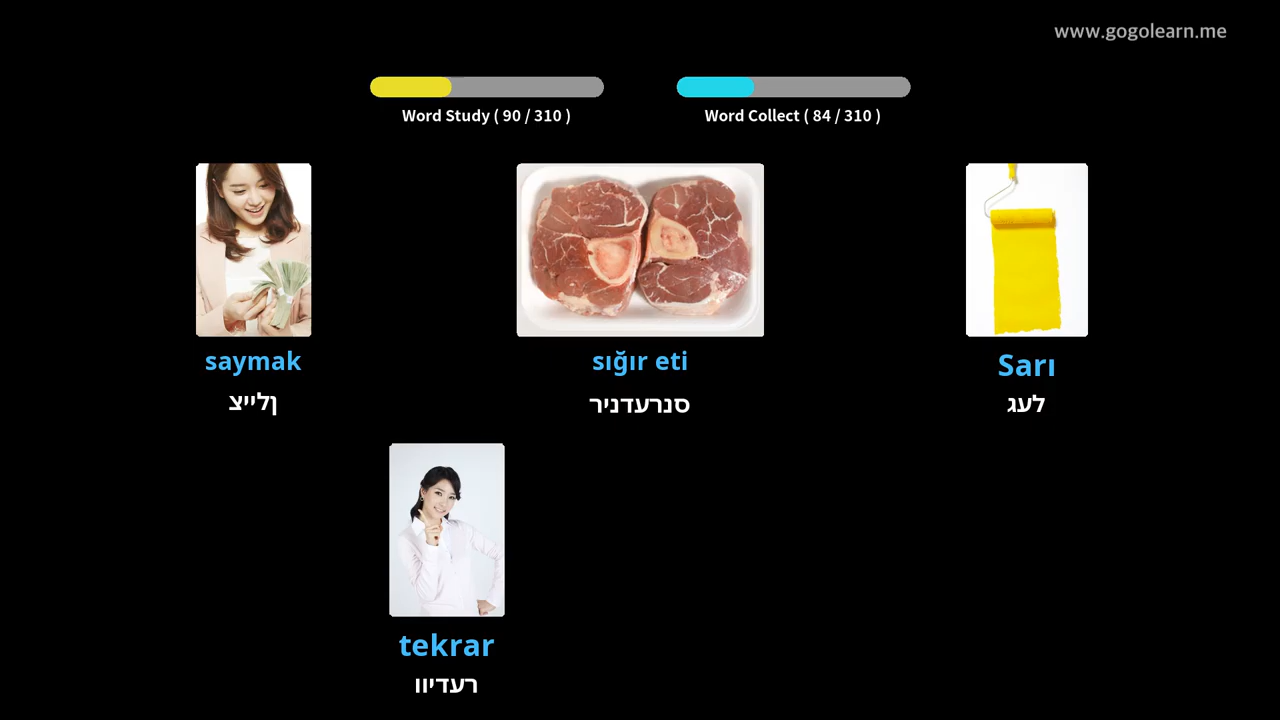 www.gogolearn.me
Word Study ( 90 / 310 )
Word Collect ( 84 / 310 )
saymak
ציילן
sığır eti
רינדערנס
Sarı
געל
tekrar
ווידער